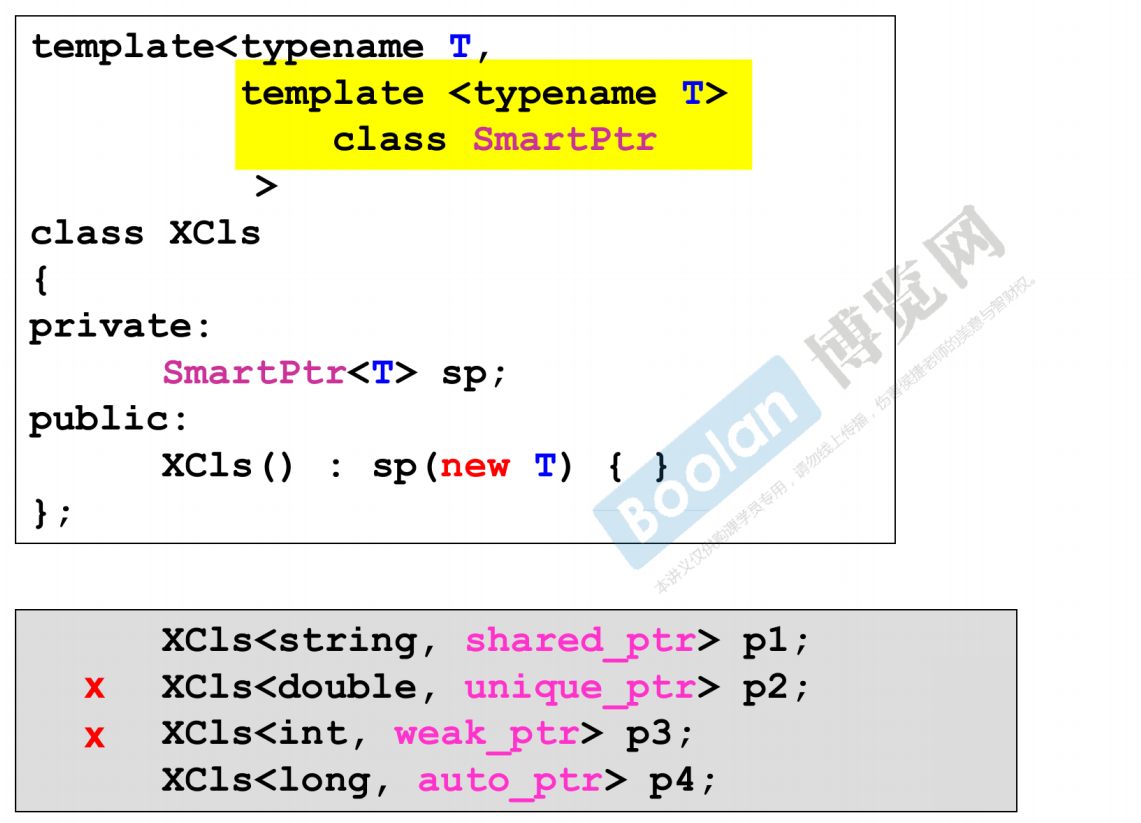 template<typename T,
template <typename T>
class SmartPtr
>
class XCls
{
private:
SmartPtr<T> sp;
public:
XCls() : sp(new T) { }
};
Boolan
博览网
本讲义仅供购课学员专用，请勿线上传播，伤害侯捷老师的美意与智财权。
XCls<string, shared_ptr> p1;
x XCls<double, unique_ptr> p2;
x XCls<int, weak_ptr> p3;
XCls<long, auto_ptr> p4;